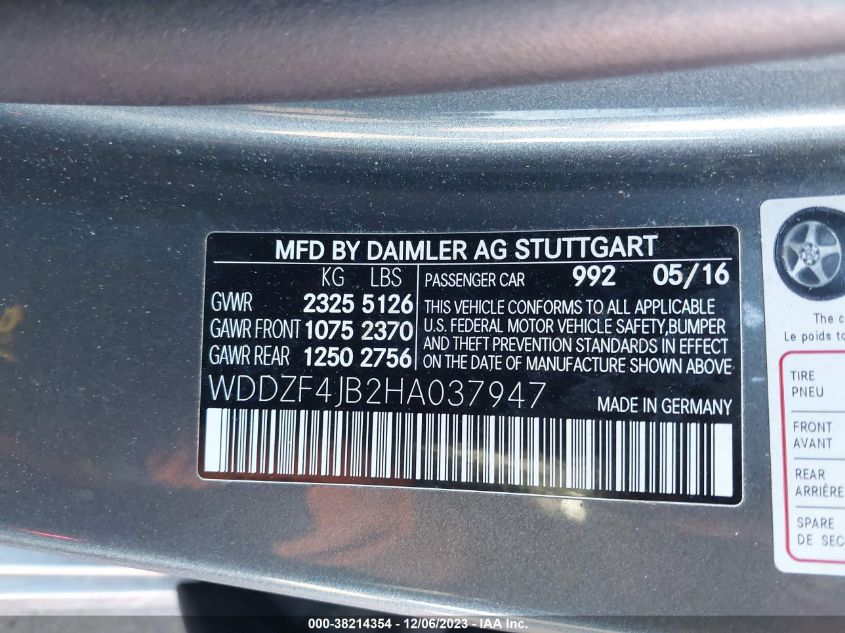 MFD BY DAIMLER AG STUTTGART
KG LBS
GVWR 2325 5126
GAWR FRONT 1075 2370
GAWR REAR 1250 2756
PASSENGER CAR 992 05/16
THIS VEHICLE CONFORMS TO ALL APPLICABLE
U.S. FEDERAL MOTOR VEHICLE SAFETY,BUMPER
AND THEFT PREVENTION STANDARDS IN EFFECT
ON THE DATE OF MANUFACTURE SHOWN ABOVE
WDDZF4JB2HA037947 MADE IN GERMANY
The
Le poids
TIRE
PNEU
FRONT
AVANT
REAR
ARRIÈRE
SPARE
DE
000-38214354 - 12/06/2023 - © IAA Inc.